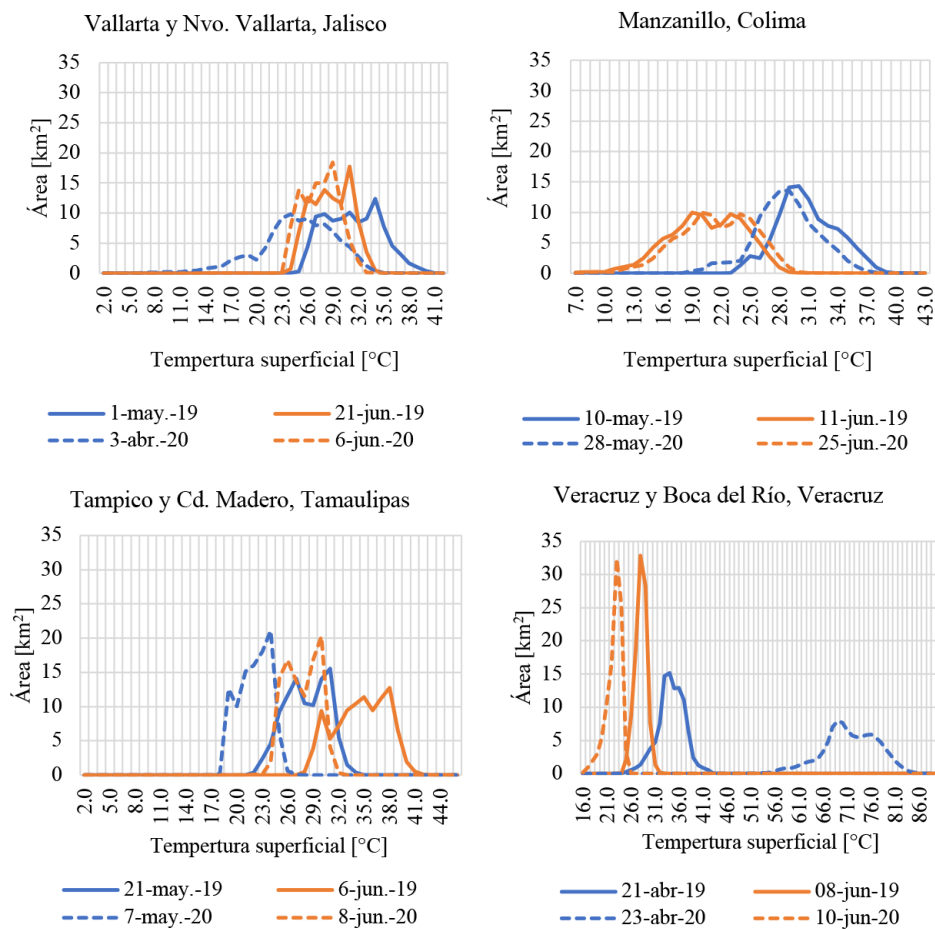 Vallarta y Nvo. Vallarta, Jalisco
Área [km²]
35
30
25
20
15
10
5
0
2.0 5.0 8.0 11.0 14.0 17.0 20.0 23.0 26.0 29.0 32.0 35.0 38.0 41.0
Tempertura superficial [°C]
1-may.-19 21-jun.-19
3-abr.-20 6-jun.-20
Manzanillo, Colima
Área [km²]
35
30
25
20
15
10
5
0
7.0 10.0 13.0 16.0 19.0 22.0 25.0 28.0 31.0 34.0 37.0 40.0 43.0
Tempertura superficial [°C]
10-may.-19 11-jun.-19
28-may.-20 25-jun.-20
Tampico y Cd. Madero, Tamaulipas
Área [km²]
35
30
25
20
15
10
5
0
2.0 5.0 8.0 11.0 14.0 17.0 20.0 23.0 26.0 29.0 32.0 35.0 38.0 41.0 44.0
Tempertura superficial [°C]
21-may.-19 6-jun.-19
7-may.-20 8-jun.-20
Veracruz y Boca del Río, Veracruz
Área [km²]
35
30
25
20
15
10
5
0
16.0 21.0 26.0 31.0 36.0 41.0 46.0 51.0 56.0 61.0 66.0 71.0 76.0 81.0 86.0
Tempertura superficial [°C]
21-abr-19 08-jun-19
23-abr-20 10-jun-20